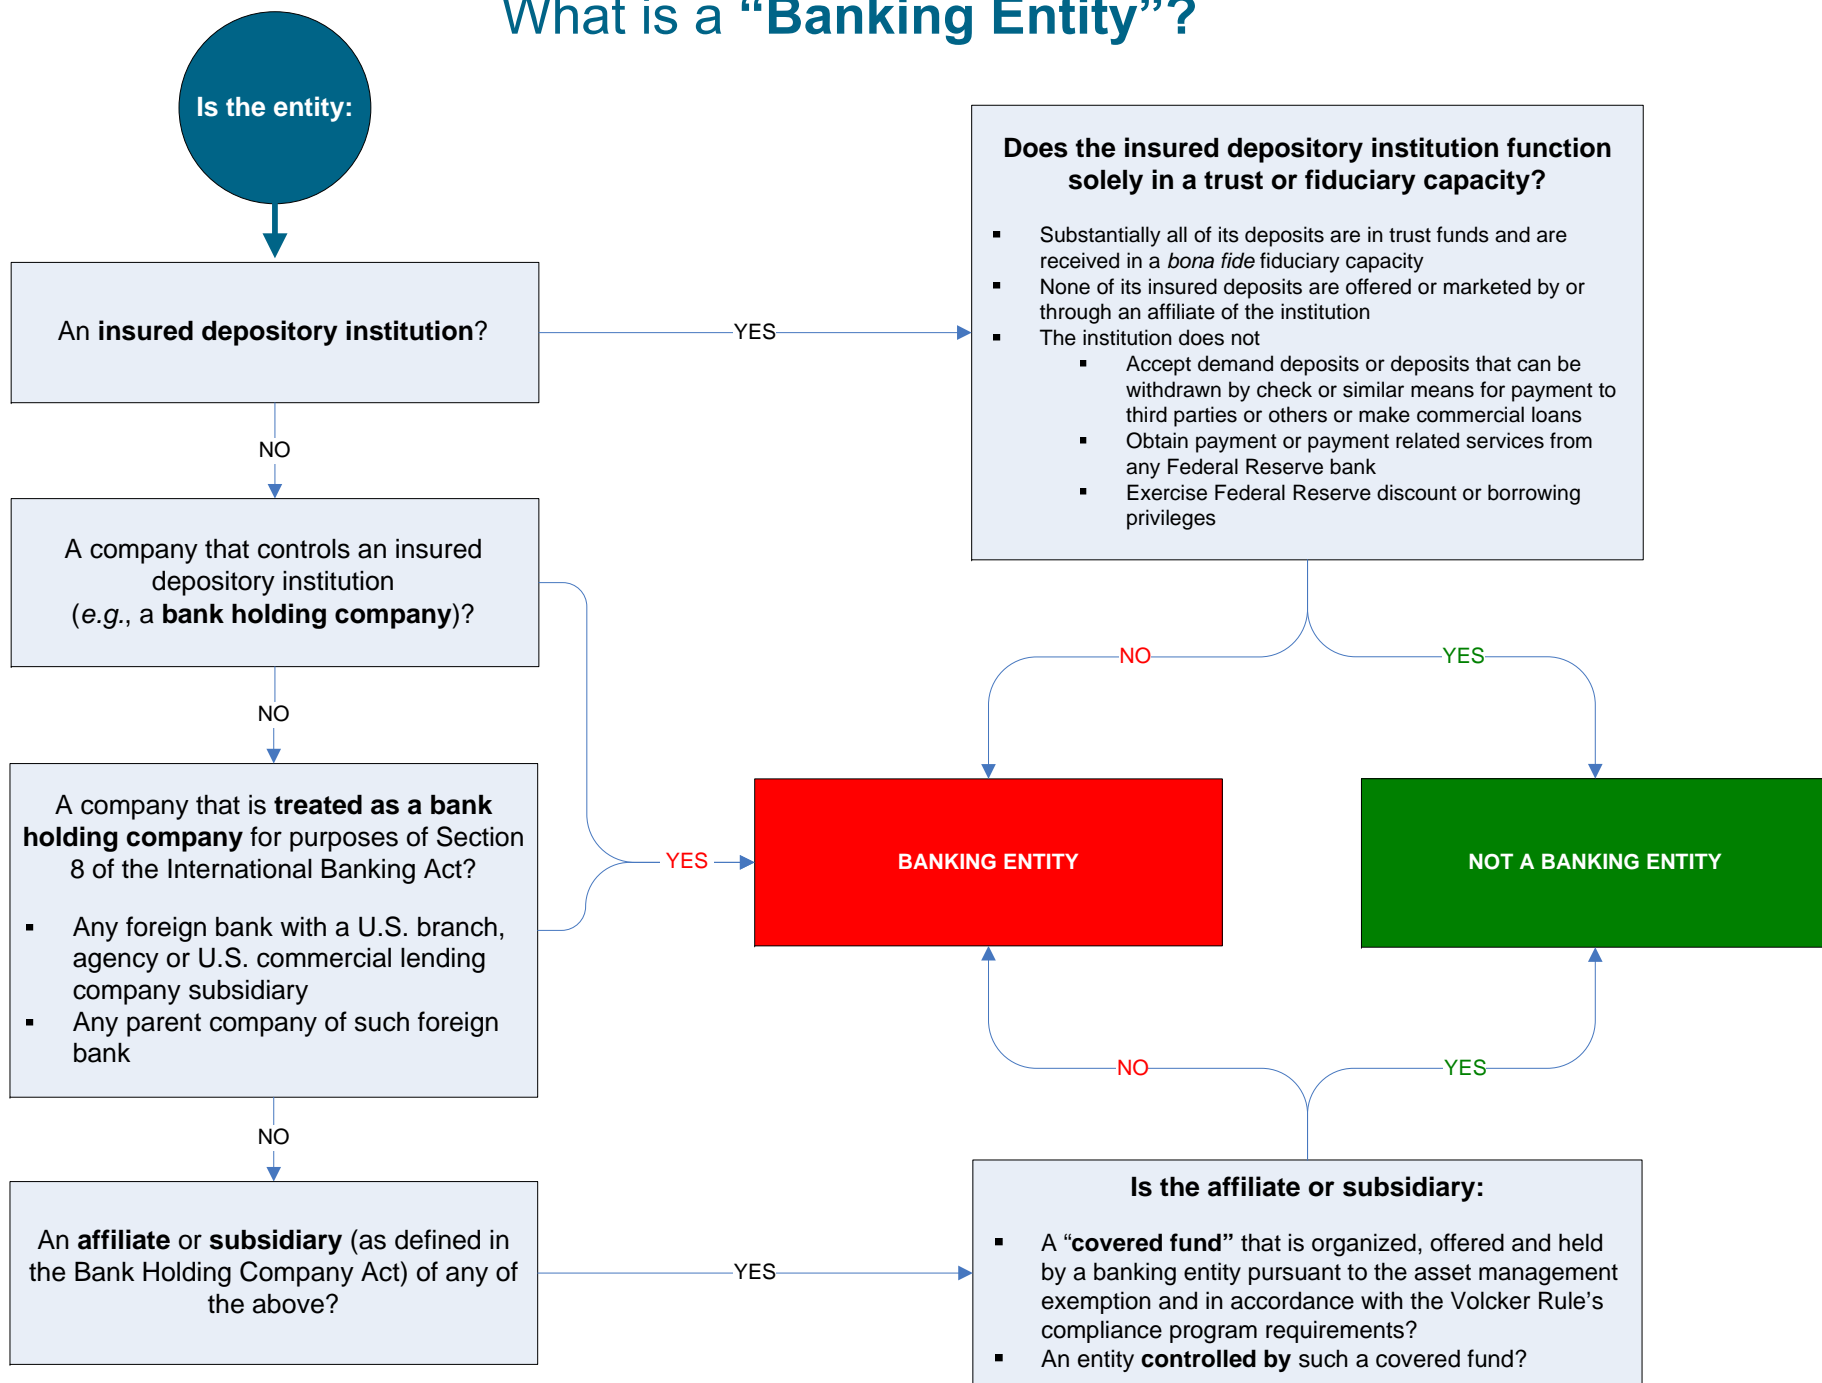 What is a “Banking Entity”?
Is the entity:
An insured depository institution?
YES
NO
A company that controls an insured
depository institution
(e.g., a bank holding company)?
NO
A company that is treated as a bank
holding company for purposes of Section
8 of the International Banking Act?
▪ Any foreign bank with a U.S. branch,
agency or U.S. commercial lending
company subsidiary
▪ Any parent company of such foreign
bank
YES
NO
An affiliate or subsidiary (as defined in
the Bank Holding Company Act) of any of
the above?
YES
Does the insured depository institution function
solely in a trust or fiduciary capacity?
▪ Substantially all of its deposits are in trust funds and are
received in a bona fide fiduciary capacity
▪ None of its insured deposits are offered or marketed by or
through an affiliate of the institution
▪ The institution does not
▪ Accept demand deposits or deposits that can be
withdrawn by check or similar means for payment to
third parties or others or make commercial loans
▪ Obtain payment or payment related services from
any Federal Reserve bank
▪ Exercise Federal Reserve discount or borrowing
privileges
NO
YES
BANKING ENTITY
NOT A BANKING ENTITY
NO
YES
Is the affiliate or subsidiary:
▪ A “covered fund” that is organized, offered and held
by a banking entity pursuant to the asset management
exemption and in accordance with the Volcker Rule’s
compliance program requirements?
▪ An entity controlled by such a covered fund?